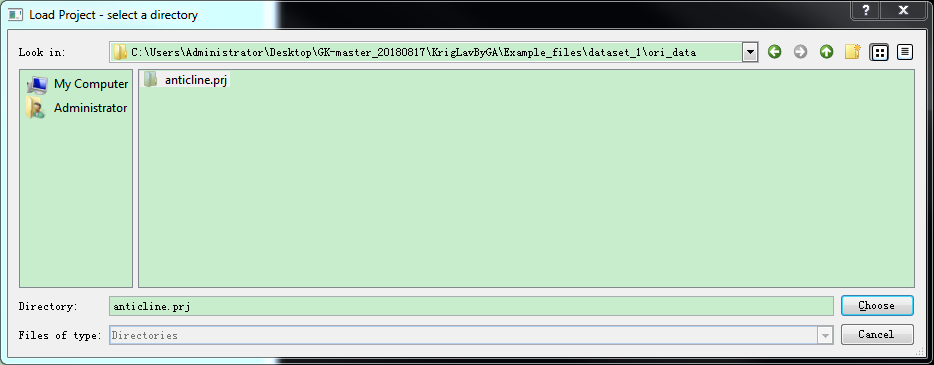 Load Project - select a directory
Look in: C:\Users\Administrator\Desktop\GK-master_20180817\KrigLavByGA\Example_files\dataset_1\ori_data
My Computer
Administrator
anticline.prj
Directory: anticline.prj Choose
Files of type: Directories Cancel